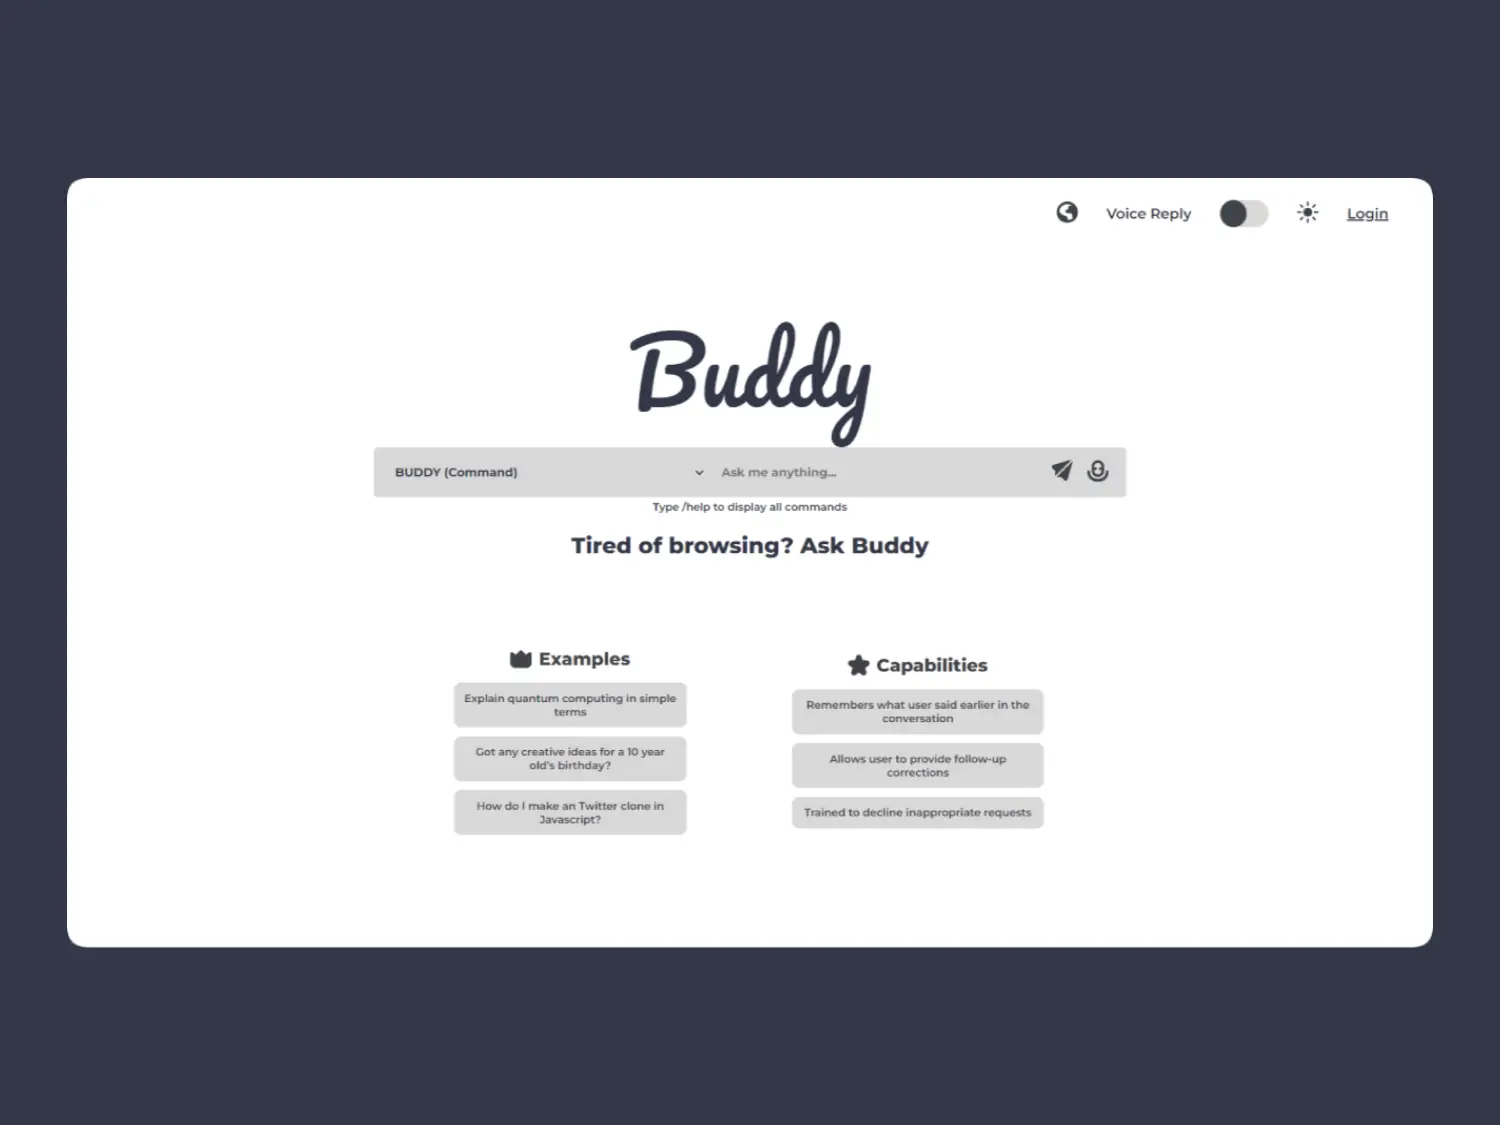 Voice Reply
Login
Buddy
BUDDY (Command)
Ask me anything...
Type /help to display all commands
Tired of browsing? Ask Buddy
Examples
Explain quantum computing in simple
terms
Got any creative ideas for a 10 year
old's birthday?
How do I make an Twitter clone in
Javascript?
Capabilities
Remembers what user said earlier in the
conversation
Allows user to provide follow-up
corrections
Trained to decline inappropriate requests